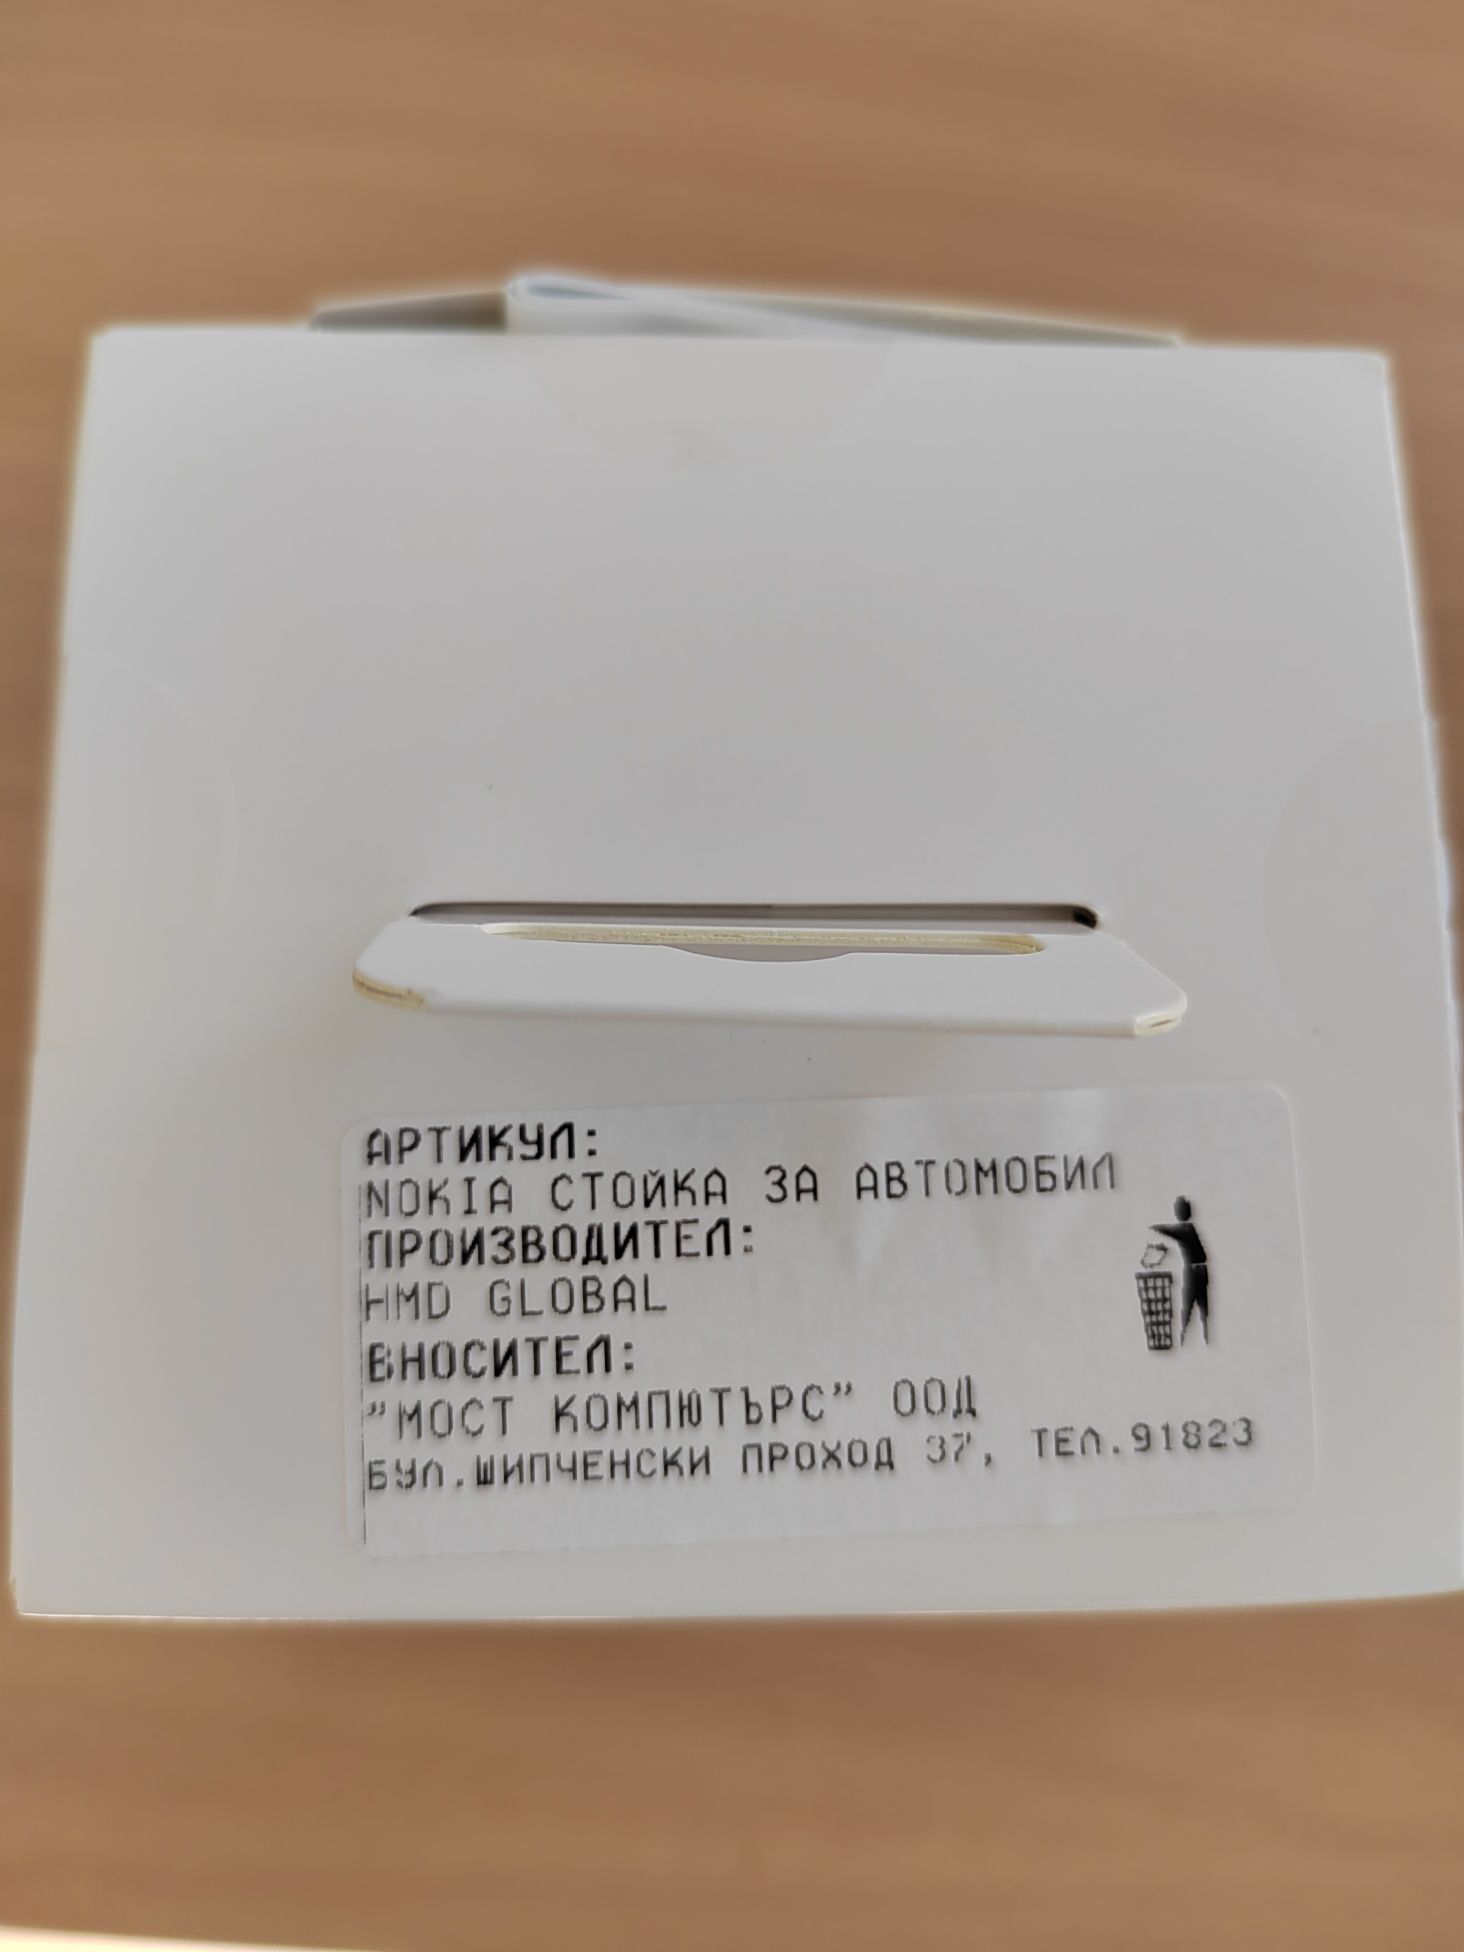 АРТИКУЛ:
NOKIA СТОЙКА ЗА АВТОМОБИЛ
ПРОИЗВОДИТЕЛ:
HMD GLOBAL
ВНОСИТЕЛ:
"МОСТ КОМПЮТЪРС" ООД
БУЛ.ШИПЧЕНСКИ ПРОХОД 37, ТЕЛ.91823